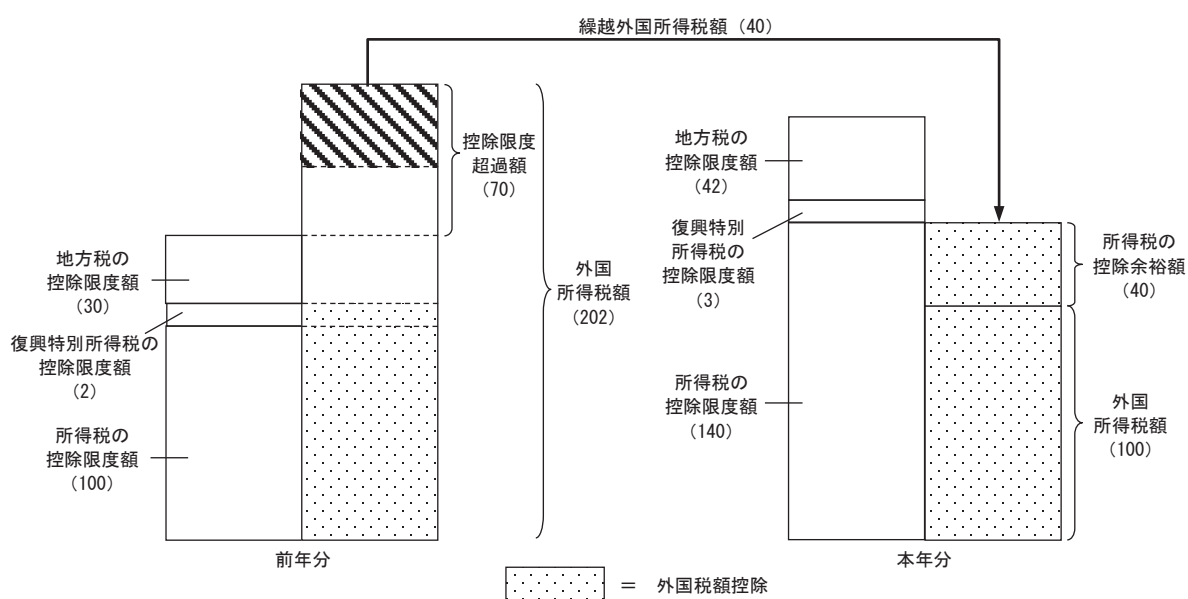 繰越外国所得税額（40）
控除限度
超過額
（70）
地方税の
控除限度額
（30）
外国
所得税額
（202）
復興特別所得税の
控除限度額
（2）
所得税の
控除限度額
（100）
前年分
地方税の
控除限度額
（42）
復興特別
所得税の
控除限度額
（3）
所得税の
控除余裕額
（40）
所得税の
控除限度額
（140）
外国
所得税額
（100）
本年分
＝ 外国税額控除